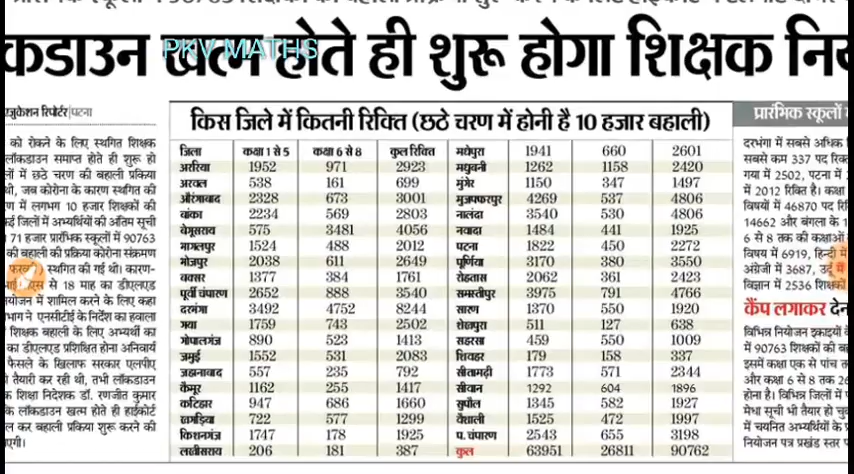 PKV MATHS
कडाउन खत्म होते ही शुरू होगा शिक्षक निय
एजुकेशन रिपोर्टर|पटना
को रोकने के लिए स्थगित शिक्षक
लॉकडाउन समाप्त होते ही शुरू हो
में छठे चरण की बहाली प्रक्रिया
थी, जब कोरोना के कारण स्थगित की
में लगभग 10 हजार शिक्षकों की
कई जिलों में अभ्यर्थियों की अंतिम सूची
71 हजार प्रारंभिक स्कूलों में 90763
की बहाली की प्रक्रिया कोरोना संक्रमण
स्थगित की गई थी। कारण-
से 18 माह का डीएलएड
नियोजन में शामिल करने के लिए कहा
ने एनसीटीई के निर्देश का हवाला
शिक्षक बहाली के लिए अभ्यर्थी का
का डीएलएड प्रशिक्षित होना अनिवार्य
फैसले के खिलाफ सरकार एलपीए
तैयारी कर रही थी, तभी लॉकडाउन
शिक्षा निदेशक डॉ. रणजीत कुमार
के लॉकडाउन खत्म होते ही हाईकोर्ट
कर बहाली प्रक्रिया शुरू करने की
किस जिले में कितनी रिक्ति (छठे चरण में होनी है 10 हजार बहाली)
जिला कक्षा 1 से 5 कक्षा 6 से 8 कुल रिक्ति
अररिया 1952 971 2923
अरवल 538 161 699
औरंगाबाद 2328 673 3001
बांका 2234 569 2803
बेगूसराय 575 3481 4056
भागलपुर 1524 488 2012
भोजपुर 2038 611 2649
बक्सर 1377 384 1761
पूर्वी चंपारण 2652 888 3540
दरभंगा 3492 4752 8244
गया 1759 743 2502
गोपालगंज 890 523 1413
जमुई 1552 531 2083
जहानाबाद 557 235 792
कैमूर 1162 255 1417
कटिहार 947 686 1660
खगड़िया 722 577 1299
किशनगंज 1747 178 1925
लखीसराय 206 181 387
मधेपुरा 1941 660 2601
मधुबनी 1262 1158 2420
मुंगेर 1150 347 1497
मुजफ्फरपुर 4269 537 4806
नालंदा 3540 530 4806
नवादा 1484 441 1925
पटना 1822 450 2272
पूर्णिया 3170 380 3550
रोहतास 2062 361 2423
समस्तीपुर 3975 791 4766
सारण 1370 550 1920
शेखपुरा 511 127 638
सहरसा 459 550 1009
शिवहर 179 158 337
सीतामढ़ी 1773 571 2344
सीवान 1292 604 1896
सुपौल 1345 582 1927
वैशाली 1525 472 1997
प. चंपारण 2543 655 3198
कुल 63951 26811 90762
प्रारंभिक स्कूलों
दरभंगा में सबसे अधिक
सबसे कम 337 पद रिक्त
गया में 2502, पटना में
में 2012 रिक्ति है। कक्षा
विषयों में 46870 पद रि
14662 और बंगला के 1
6 से 8 तक की कक्षाओं
विषय में 6919, हिन्दी में
अंग्रेजी में 3687, उर्दू में
विज्ञान में 2536 शिक्षकों
कैंप लगाकर देन
विभिन्न नियोजन इकाइयों के
में 90763 शिक्षकों की ब
इसमें कक्षा एक से पांच त
और कक्षा 6 से 8 तक 26
होना है। विभिन्न जिलों में प
मेधा सूची भी तैयार हो चु
में चयनित अभ्यर्थियों के प्र
नियोजन पत्र प्रखंड स्तर प